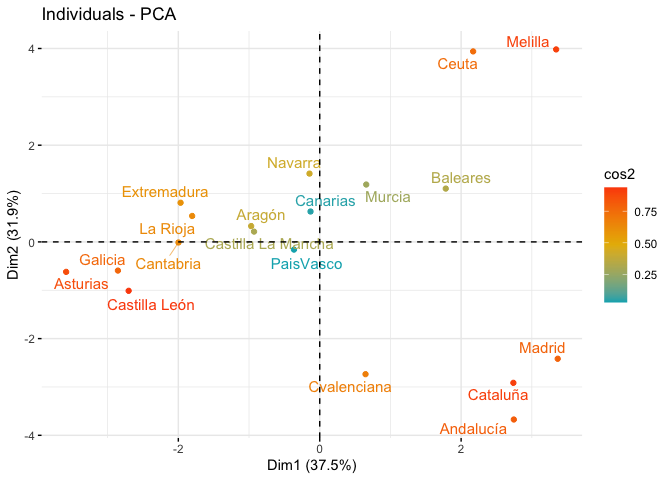 Individuals - PCA
Melilla
Ceuta
Navarra
Baleares
Extremadura
Canarias
Murcia
Aragón
La Rioja
Castilla La Mancha
Galicia
Cantabria
PaisVasco
Asturias
Castilla León
Madrid
Cvalenciana
Cataluña
Andalucía
4
2
0
-2
-4
-2
0
2
Dim2 (31.9%)
Dim1 (37.5%)
cos2
0.75
0.50
0.25